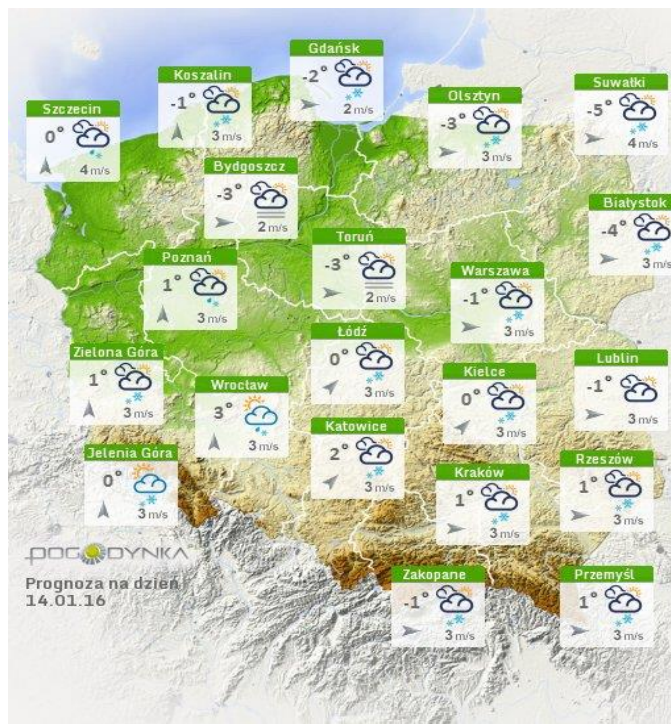 Gdańsk
-2°
2 m/s
Koszalin
-1°
3 m/s
Suwałki
-5°
4 m/s
Olsztyn
-3°
3 m/s
Szczecin
0°
4 m/s
Bydgoszcz
-3°
2 m/s
Białystok
-4°
3 m/s
Toruń
-3°
2 m/s
Poznań
1°
3 m/s
Warszawa
-1°
3 m/s
Łódź
0°
3 m/s
Zielona Góra
1°
3 m/s
Lublin
-1°
3 m/s
Kielce
0°
3 m/s
Wrocław
3°
3 m/s
Katowice
2°
3 m/s
Jelenia Góra
0°
3 m/s
Rzeszów
1°
3 m/s
Kraków
1°
3 m/s
POGODYNKA
Prognoza na dzień
14.01.16
Zakopane
-1°
3 m/s
Przemyśl
1°
3 m/s